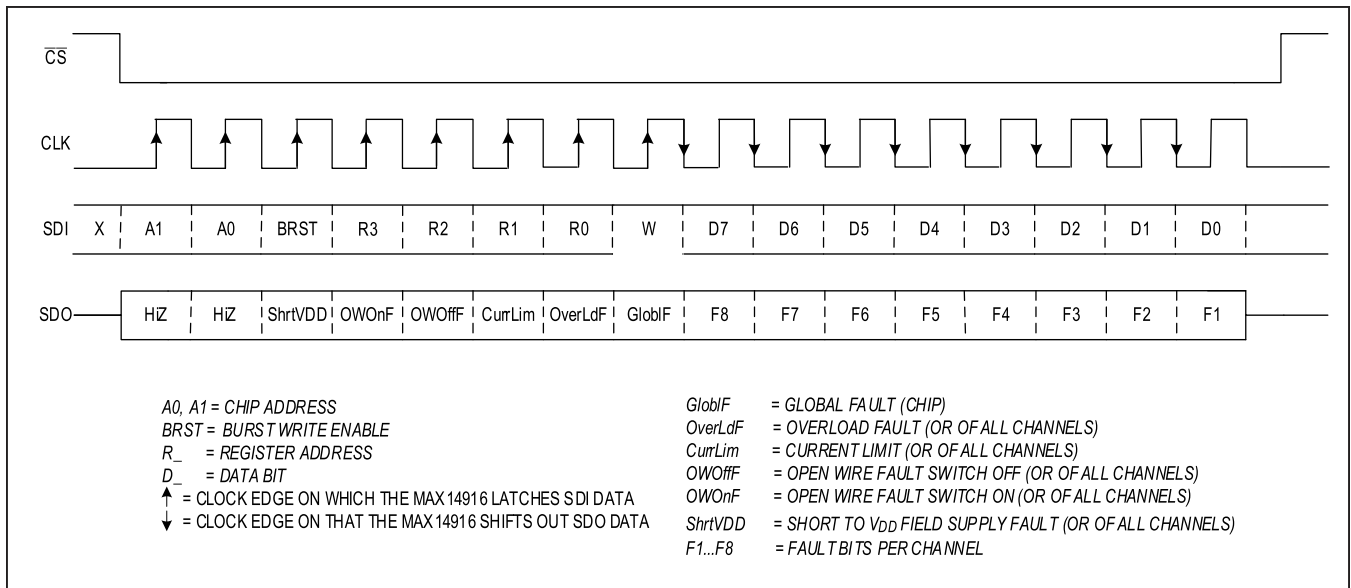 CS
CLK
SDI X A1 A0 BRST R3 R2 R1 R0 W D7 D6 D5 D4 D3 D2 D1 D0
SDO HiZ HiZ ShrtVDD OWOnF OWOffF CurrLim OverLdF GloblF F8 F7 F6 F5 F4 F3 F2 F1
A0, A1 = CHIP ADDRESS
BRST = BURST WRITE ENABLE
R_ = REGISTER ADDRESS
D_ = DATA BIT
↑ = CLOCK EDGE ON WHICH THE MAX14916 LATCHES SDI DATA
↓ = CLOCK EDGE ON THAT THE MAX14916 SHIFTS OUT SDO DATA
GloblF = GLOBAL FAULT (CHIP)
OverLdF = OVERLOAD FAULT (OR OF ALL CHANNELS)
CurrLim = CURRENT LIMIT (OR OF ALL CHANNELS)
OWOffF = OPEN WIRE FAULT SWITCH OFF (OR OF ALL CHANNELS)
OWOnF = OPEN WIRE FAULT SWITCH ON (OR OF ALL CHANNELS)
ShrtVDD = SHORT TO VDD FIELD SUPPLY FAULT (OR OF ALL CHANNELS)
F1...F8 = FAULT BITS PER CHANNEL